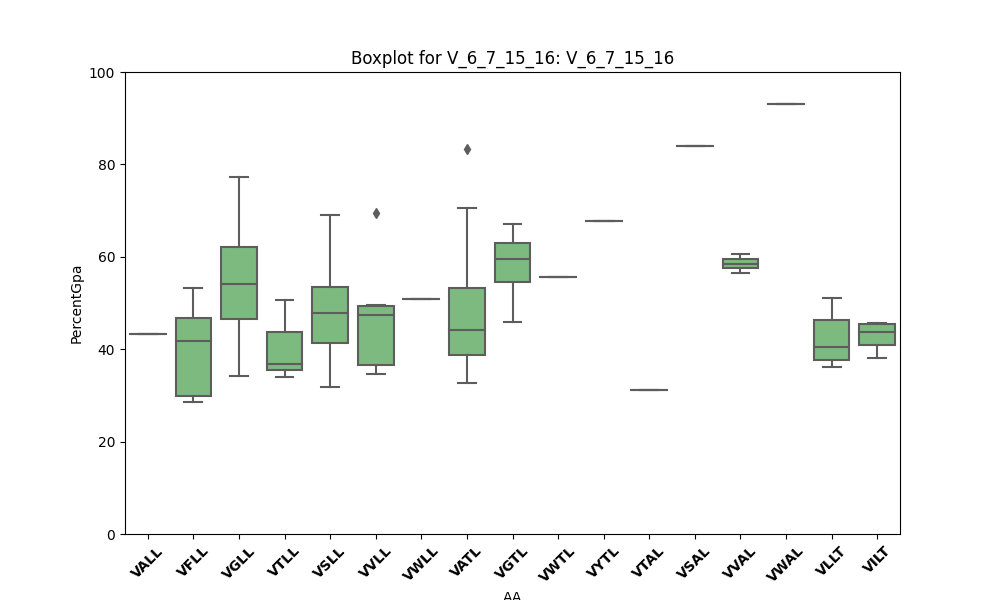 Boxplot for V_6_7_15_16: V_6_7_15_16
PercentGpa
100
80
60
40
20
0
VALL
VFLL
VGLL
VTLL
VSLL
VVLL
VWLL
VATL
VGTL
VWTL
VYTL
VTAL
VSAL
VVAL
VWAL
VLLT
VILT
AA